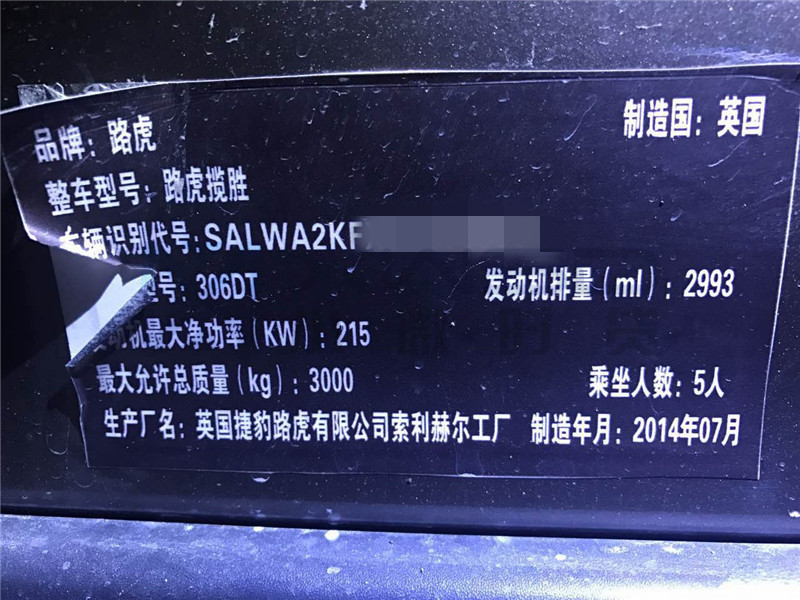 品牌：路虎 制造国：英国
整车型号：路虎揽胜
车辆识别代号：SALWA2KF
型号：306DT 发动机排量（ml）：2993
动机最大净功率（KW）：215
最大允许总质量（kg）：3000 乘坐人数：5人
生产厂名：英国捷豹路虎有限公司索利赫尔工厂 制造年月：2014年07月